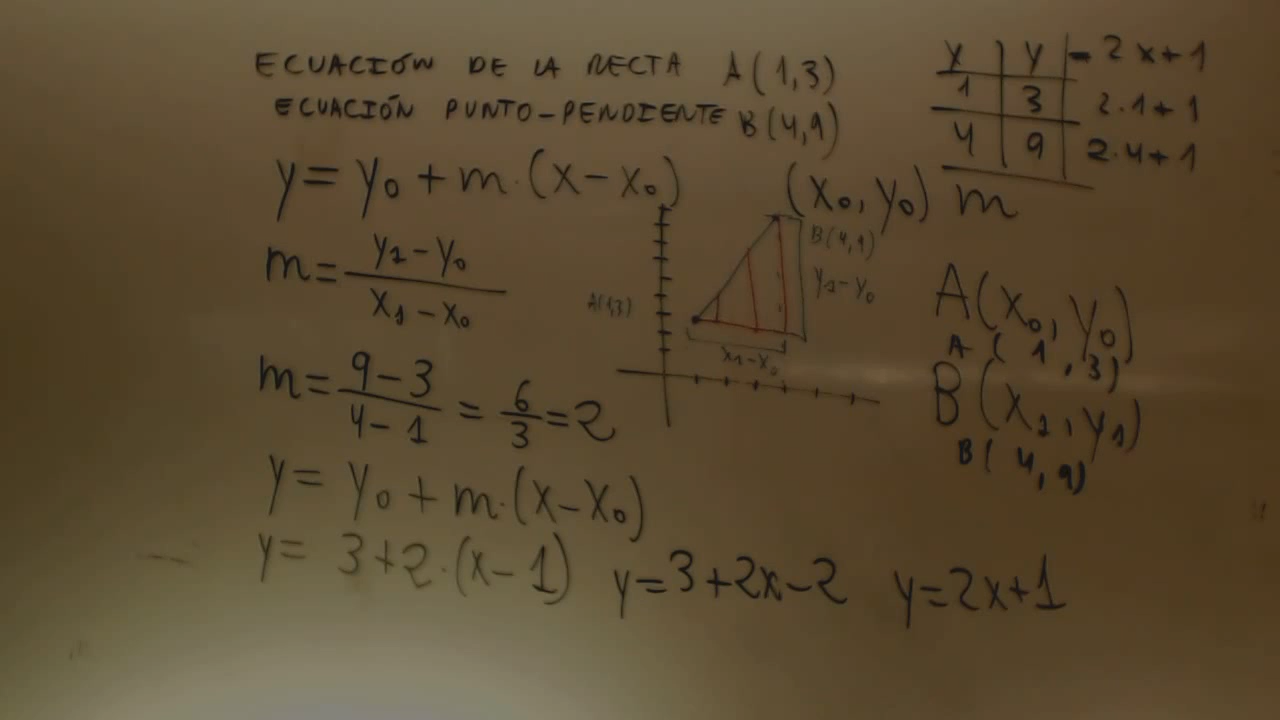 ECUACIÓN DE LA RECTA A(1,3)
ECUACIÓN PUNTO-PENDIENTE B(4,9)
X Y = 2x+1
1 3 2·1+1
4 9 2·4+1
y = y₀ + m·(x-x₀)
(x₀, y₀) m
m = (y₁ - y₀)/(x₁ - x₀)
B(4,9)
y₁-y₀
A(1,3)
x₁-x₀
A(x₀, y₀)
A(1,3)
B(x₁, y₁)
B(4,9)
m = (9-3)/(4-1) = 6/3 = 2
y = y₀ + m·(x-x₀)
y = 3+2·(x-1) y=3+2x-2 y=2x+1